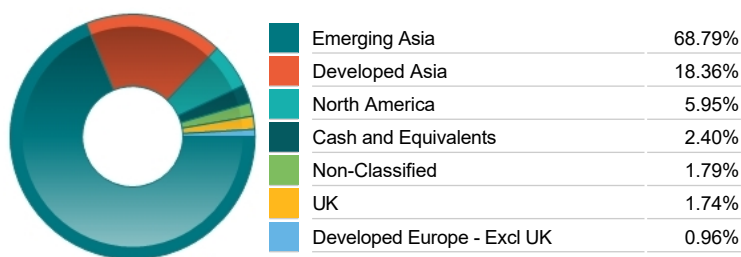 Emerging Asia 68.79%
Developed Asia 18.36%
North America 5.95%
Cash and Equivalents 2.40%
Non-Classified 1.79%
UK 1.74%
Developed Europe - Excl UK 0.96%